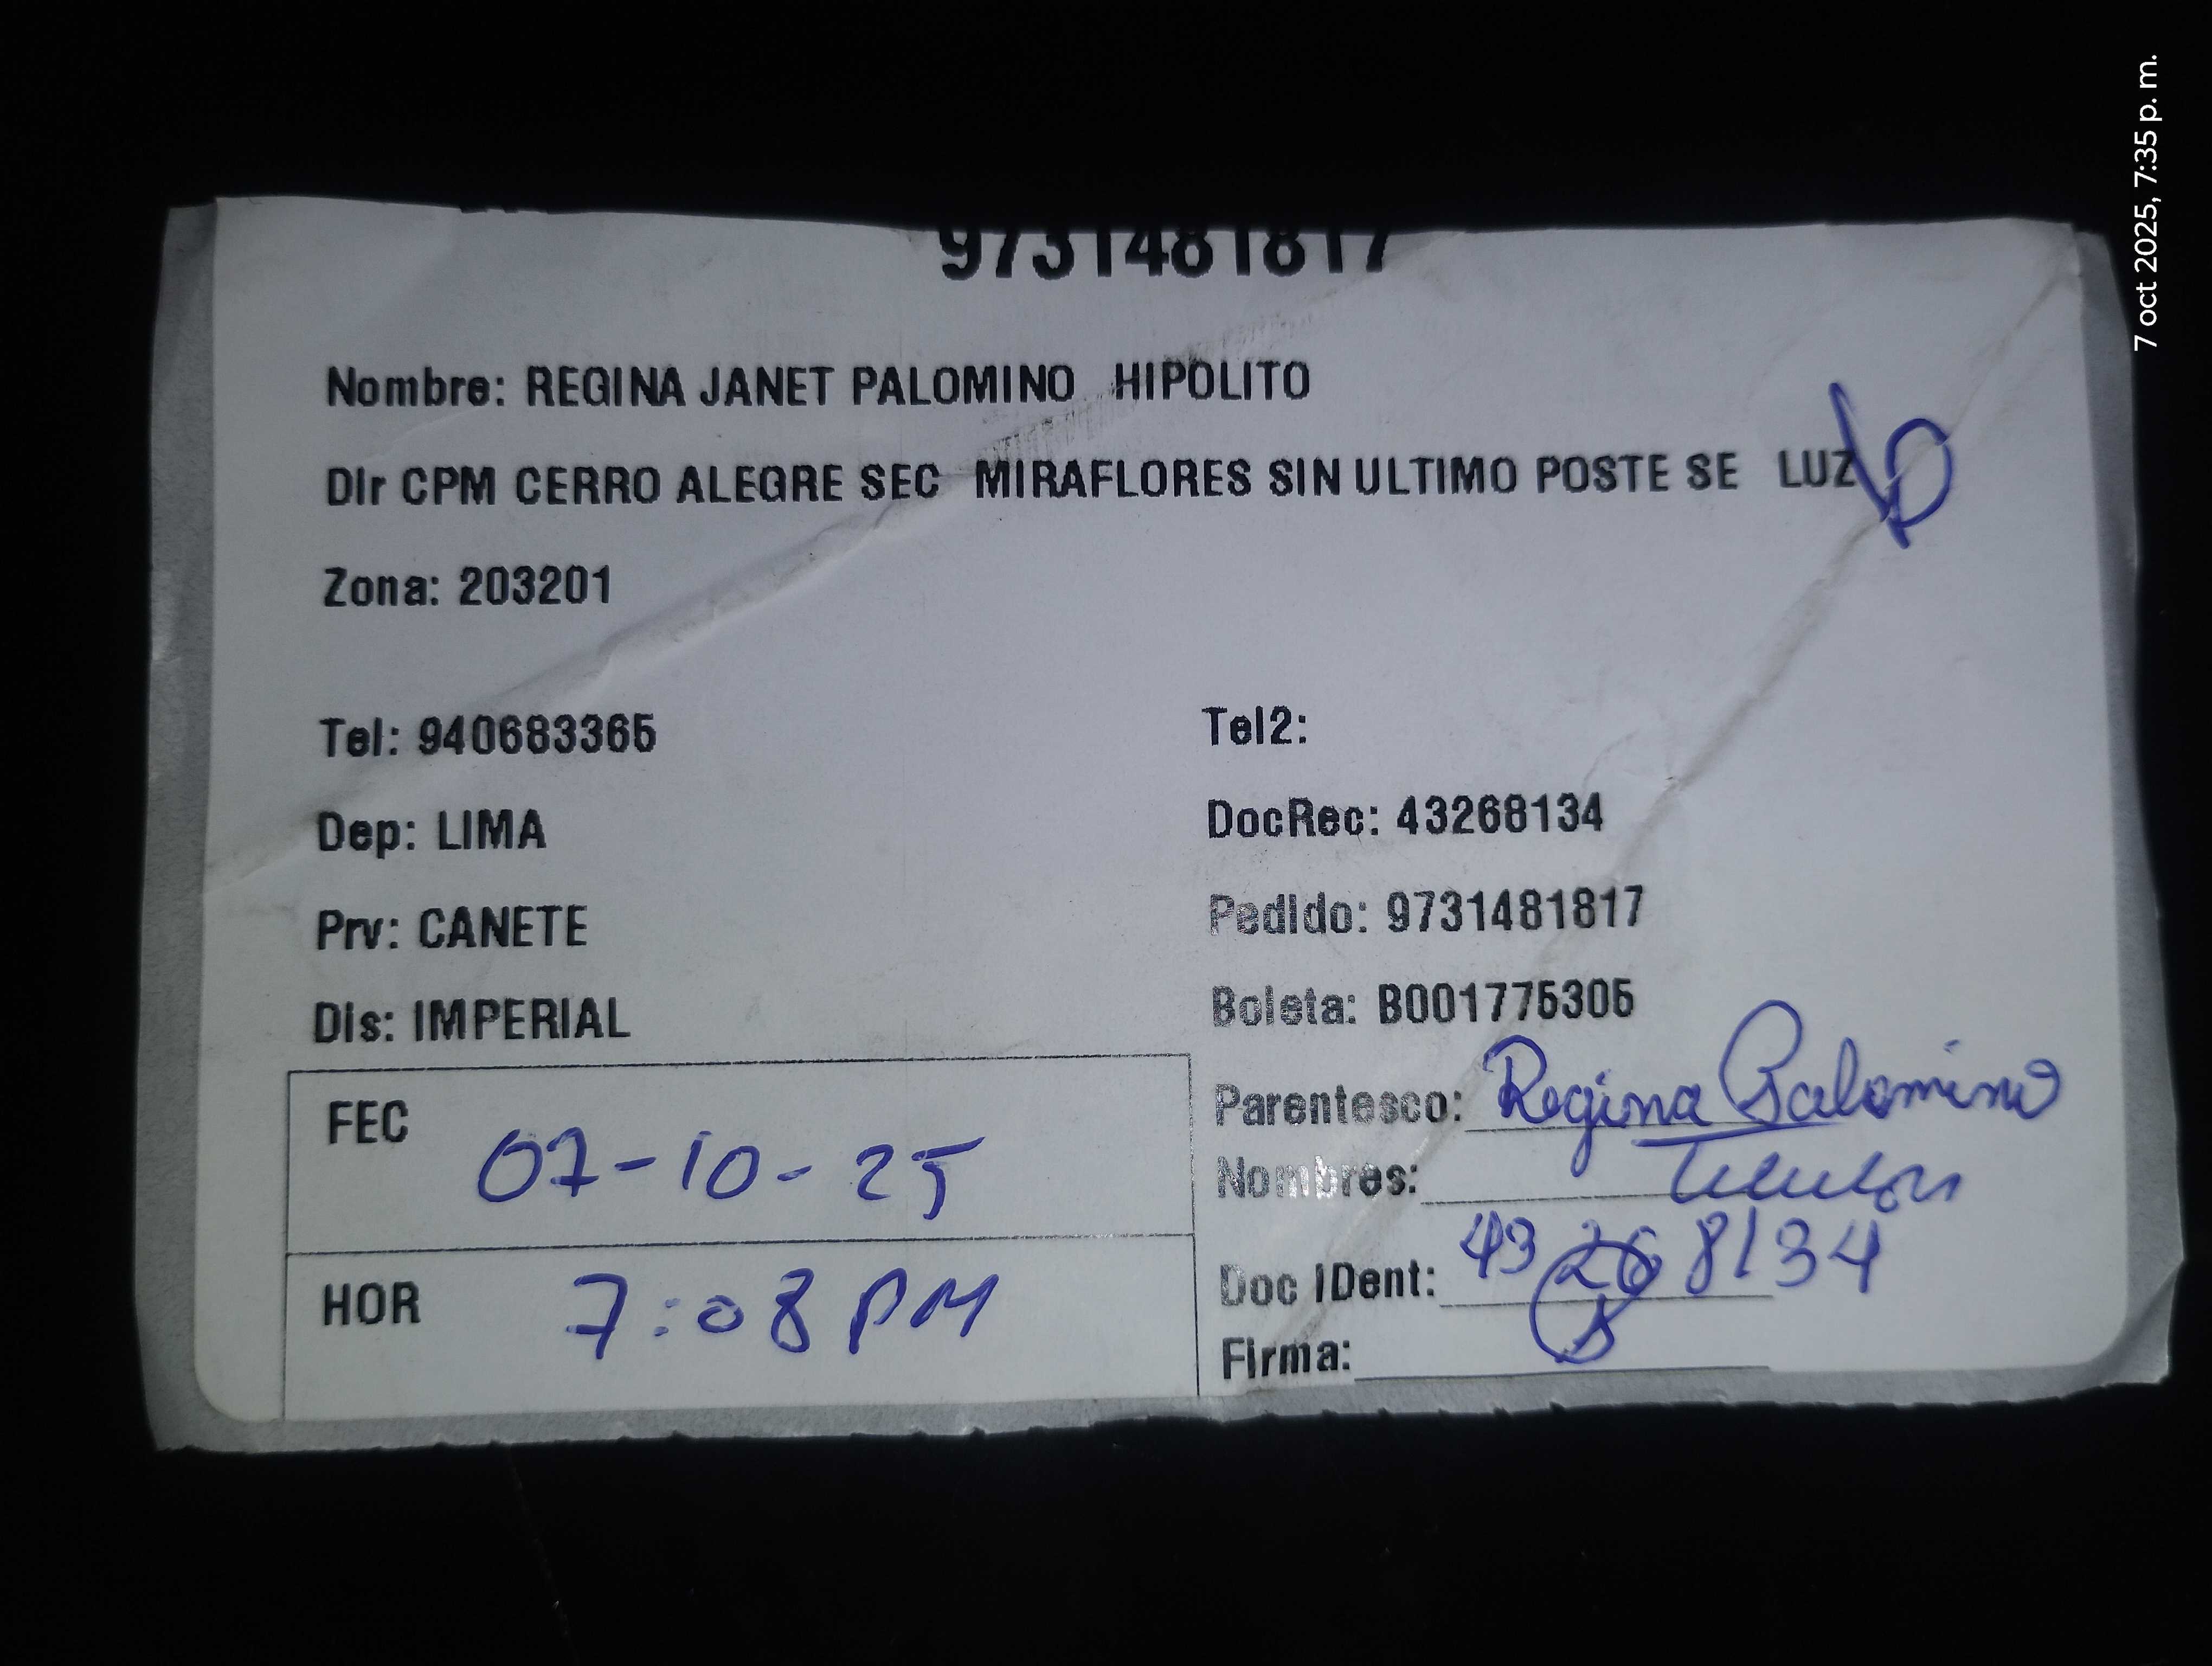 9731481817
Nombre: REGINA JANET PALOMINO HIPOLITO
Dir CPM CERRO ALEGRE SEC MIRAFLORES SIN ULTIMO POSTE SE LUZ
Zona: 203201
Tel: 940683365
Tel2:
Dep: LIMA
DocRec: 43268134
Prv: CANETE
Pedido: 9731481817
Dis: IMPERIAL
Boleta: B001775305
FEC 07-10-25
Parentesco: Regina Palomino
Nombres: Titular
HOR 7:08 PM
Doc IDent: 43268134
Firma:
7 oct 2025, 7:35 p. m.